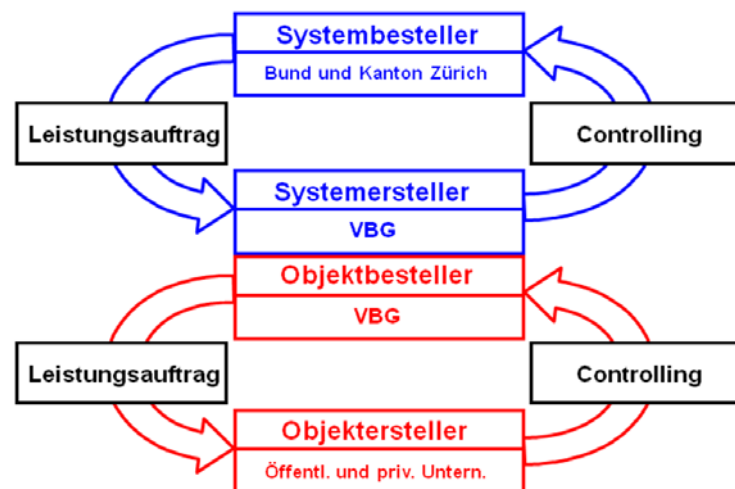 Systembesteller
Bund und Kanton Zürich
Leistungsauftrag
Controlling
Systemersteller
VBG
Objektbesteller
VBG
Leistungsauftrag
Controlling
Objektersteller
Öffentl. und priv. Untern.